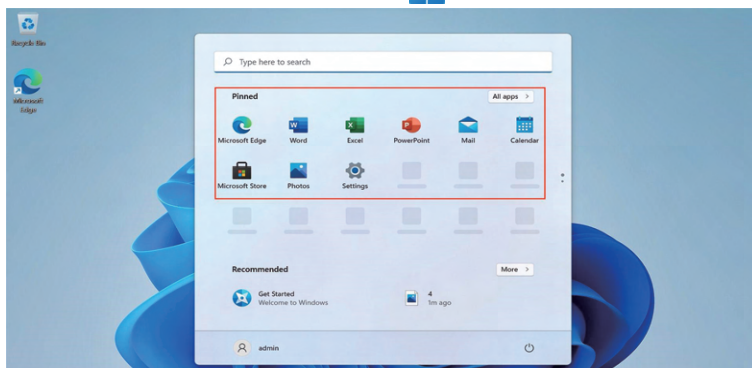 Recycle Bin
Microsoft
Edge
Type here to search
Pinned
All apps >
Microsoft Edge
Word
Excel
PowerPoint
Mail
Calendar
Microsoft Store
Photos
Settings
Recommended
More >
Get Started
Welcome to Windows
4
1m ago
admin